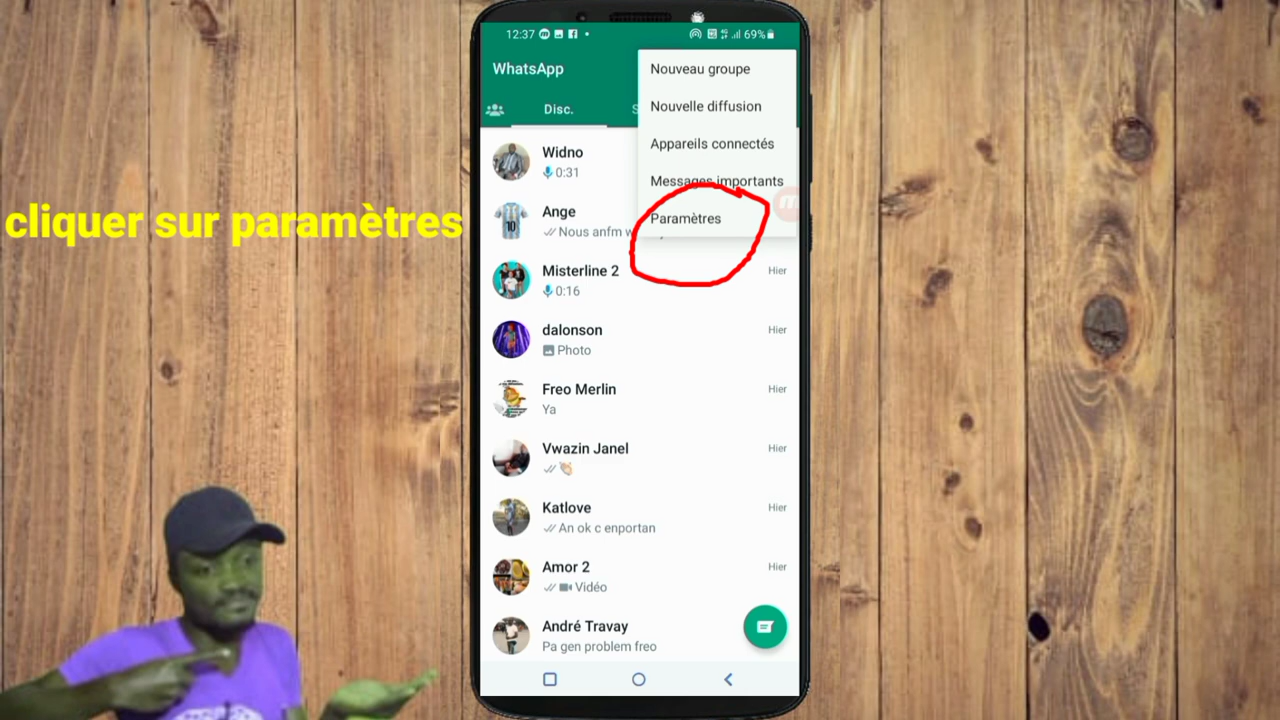 cliquer sur paramètres
12:37
69%
WhatsApp
Disc.
Nouveau groupe
Nouvelle diffusion
Appareils connectés
Messages importants
Paramètres
Widno
0:31
Ange
10
Nous anfm
Misterline 2
Hier
0:16
dalonson
Hier
Photo
Freo Merlin
Hier
Ya
Vwazin Janel
Hier
Katlove
Hier
An ok c enportan
Amor 2
Hier
Vidéo
André Travay
Pa gen problem freo